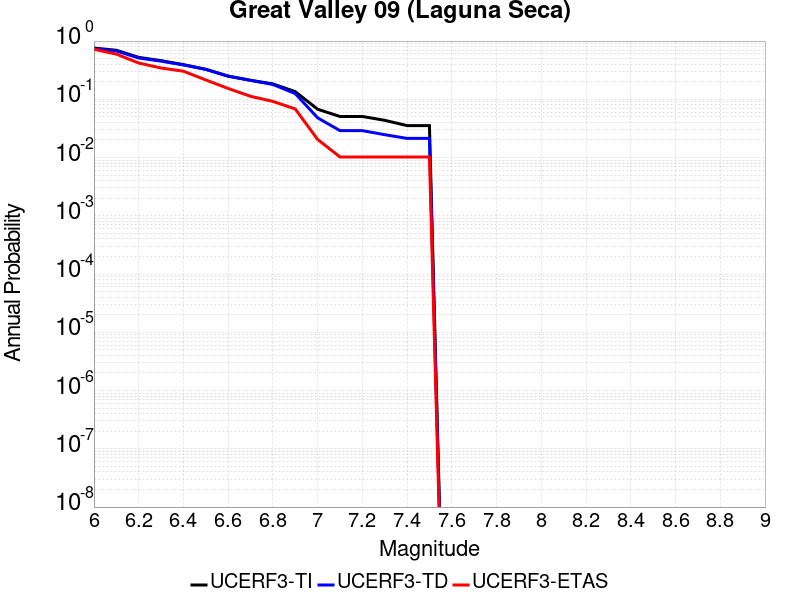 Great Valley 09 (Laguna Seca)
10^0
10^-1
10^-2
10^-3
10^-4
10^-5
10^-6
10^-7
10^-8
Annual Probability
6 6.2 6.4 6.6 6.8 7 7.2 7.4 7.6 7.8 8 8.2 8.4 8.6 8.8 9
Magnitude
UCERF3-TI UCERF3-TD UCERF3-ETAS